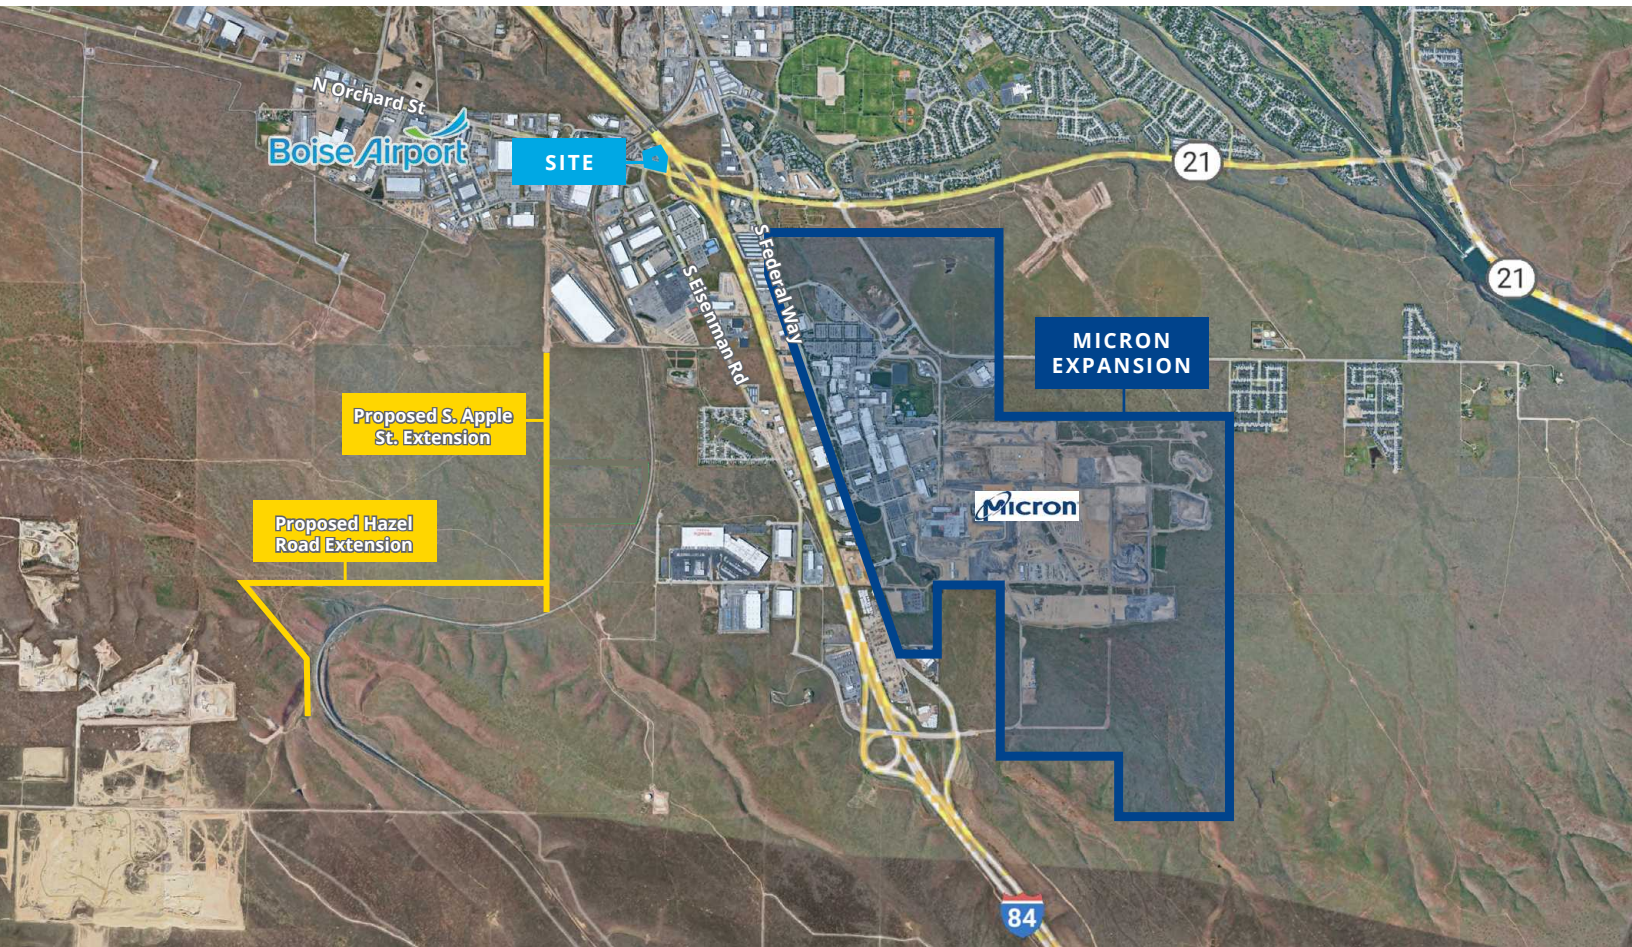 N Orchard St
Boise Airport
SITE
21
S Federal Way
S Eisenman Rd
21
MICRON
EXPANSION
Proposed S. Apple
St. Extension
Micron
Proposed Hazel
Road Extension
84